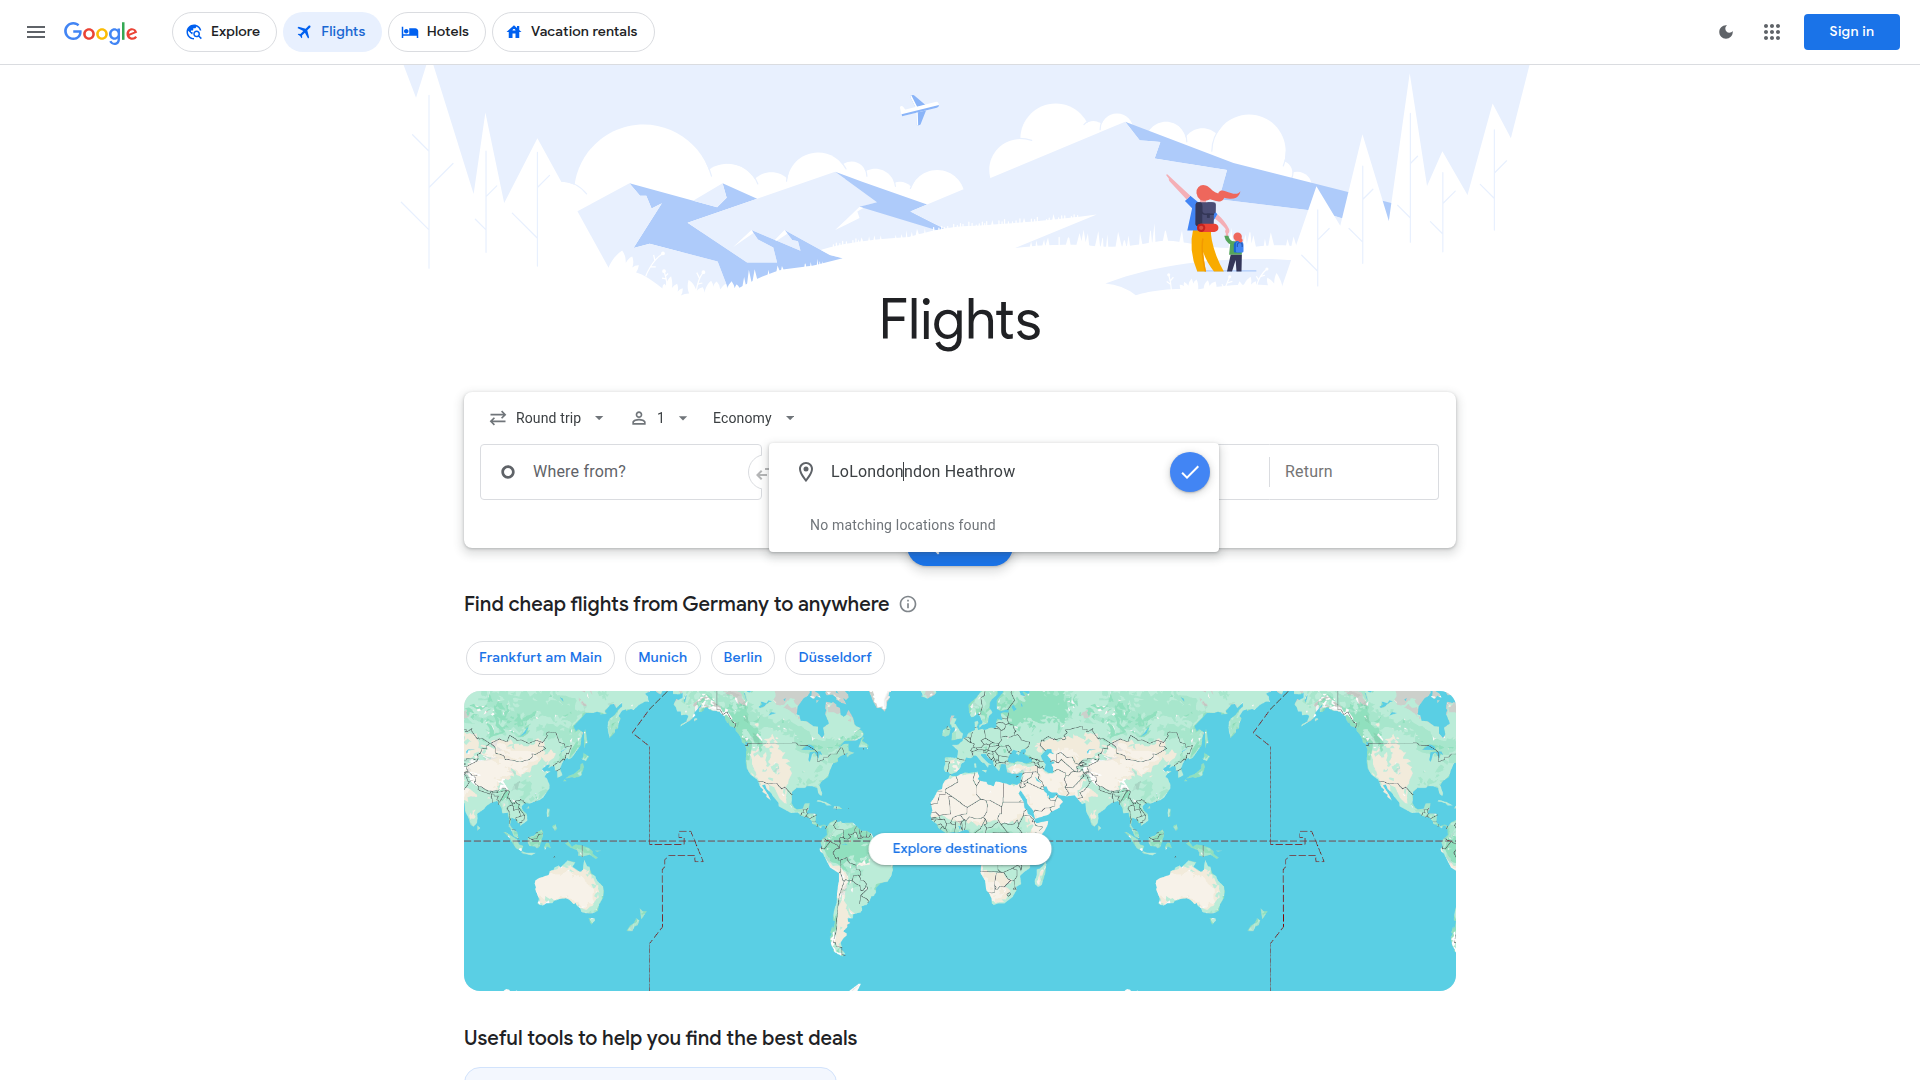 Google
Explore
Flights
Hotels
Vacation rentals
Sign in
Flights
Round trip
1
Economy
Where from?
LoLondonndon Heathrow
Return
No matching locations found
Find cheap flights from Germany to anywhere
Frankfurt am Main
Munich
Berlin
Düsseldorf
Explore destinations
Useful tools to help you find the best deals